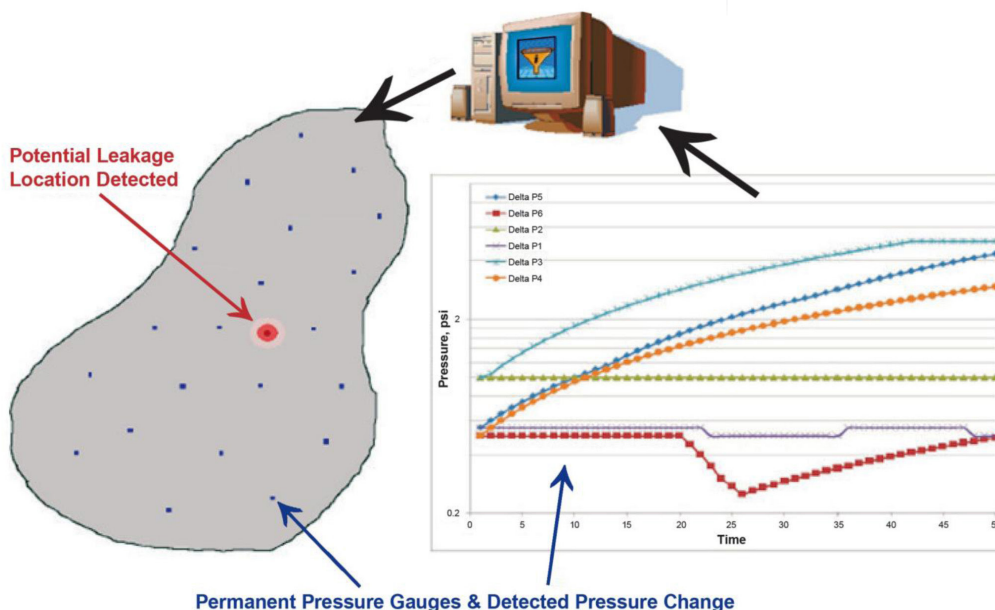 Potential Leakage
Location Detected
Delta P5
Delta P6
Delta P2
Delta P1
Delta P3
Delta P4
Pressure, psi
2
0.2
0
5
10
15
20
25
30
35
40
45
Time
Permanent Pressure Gauges & Detected Pressure Change